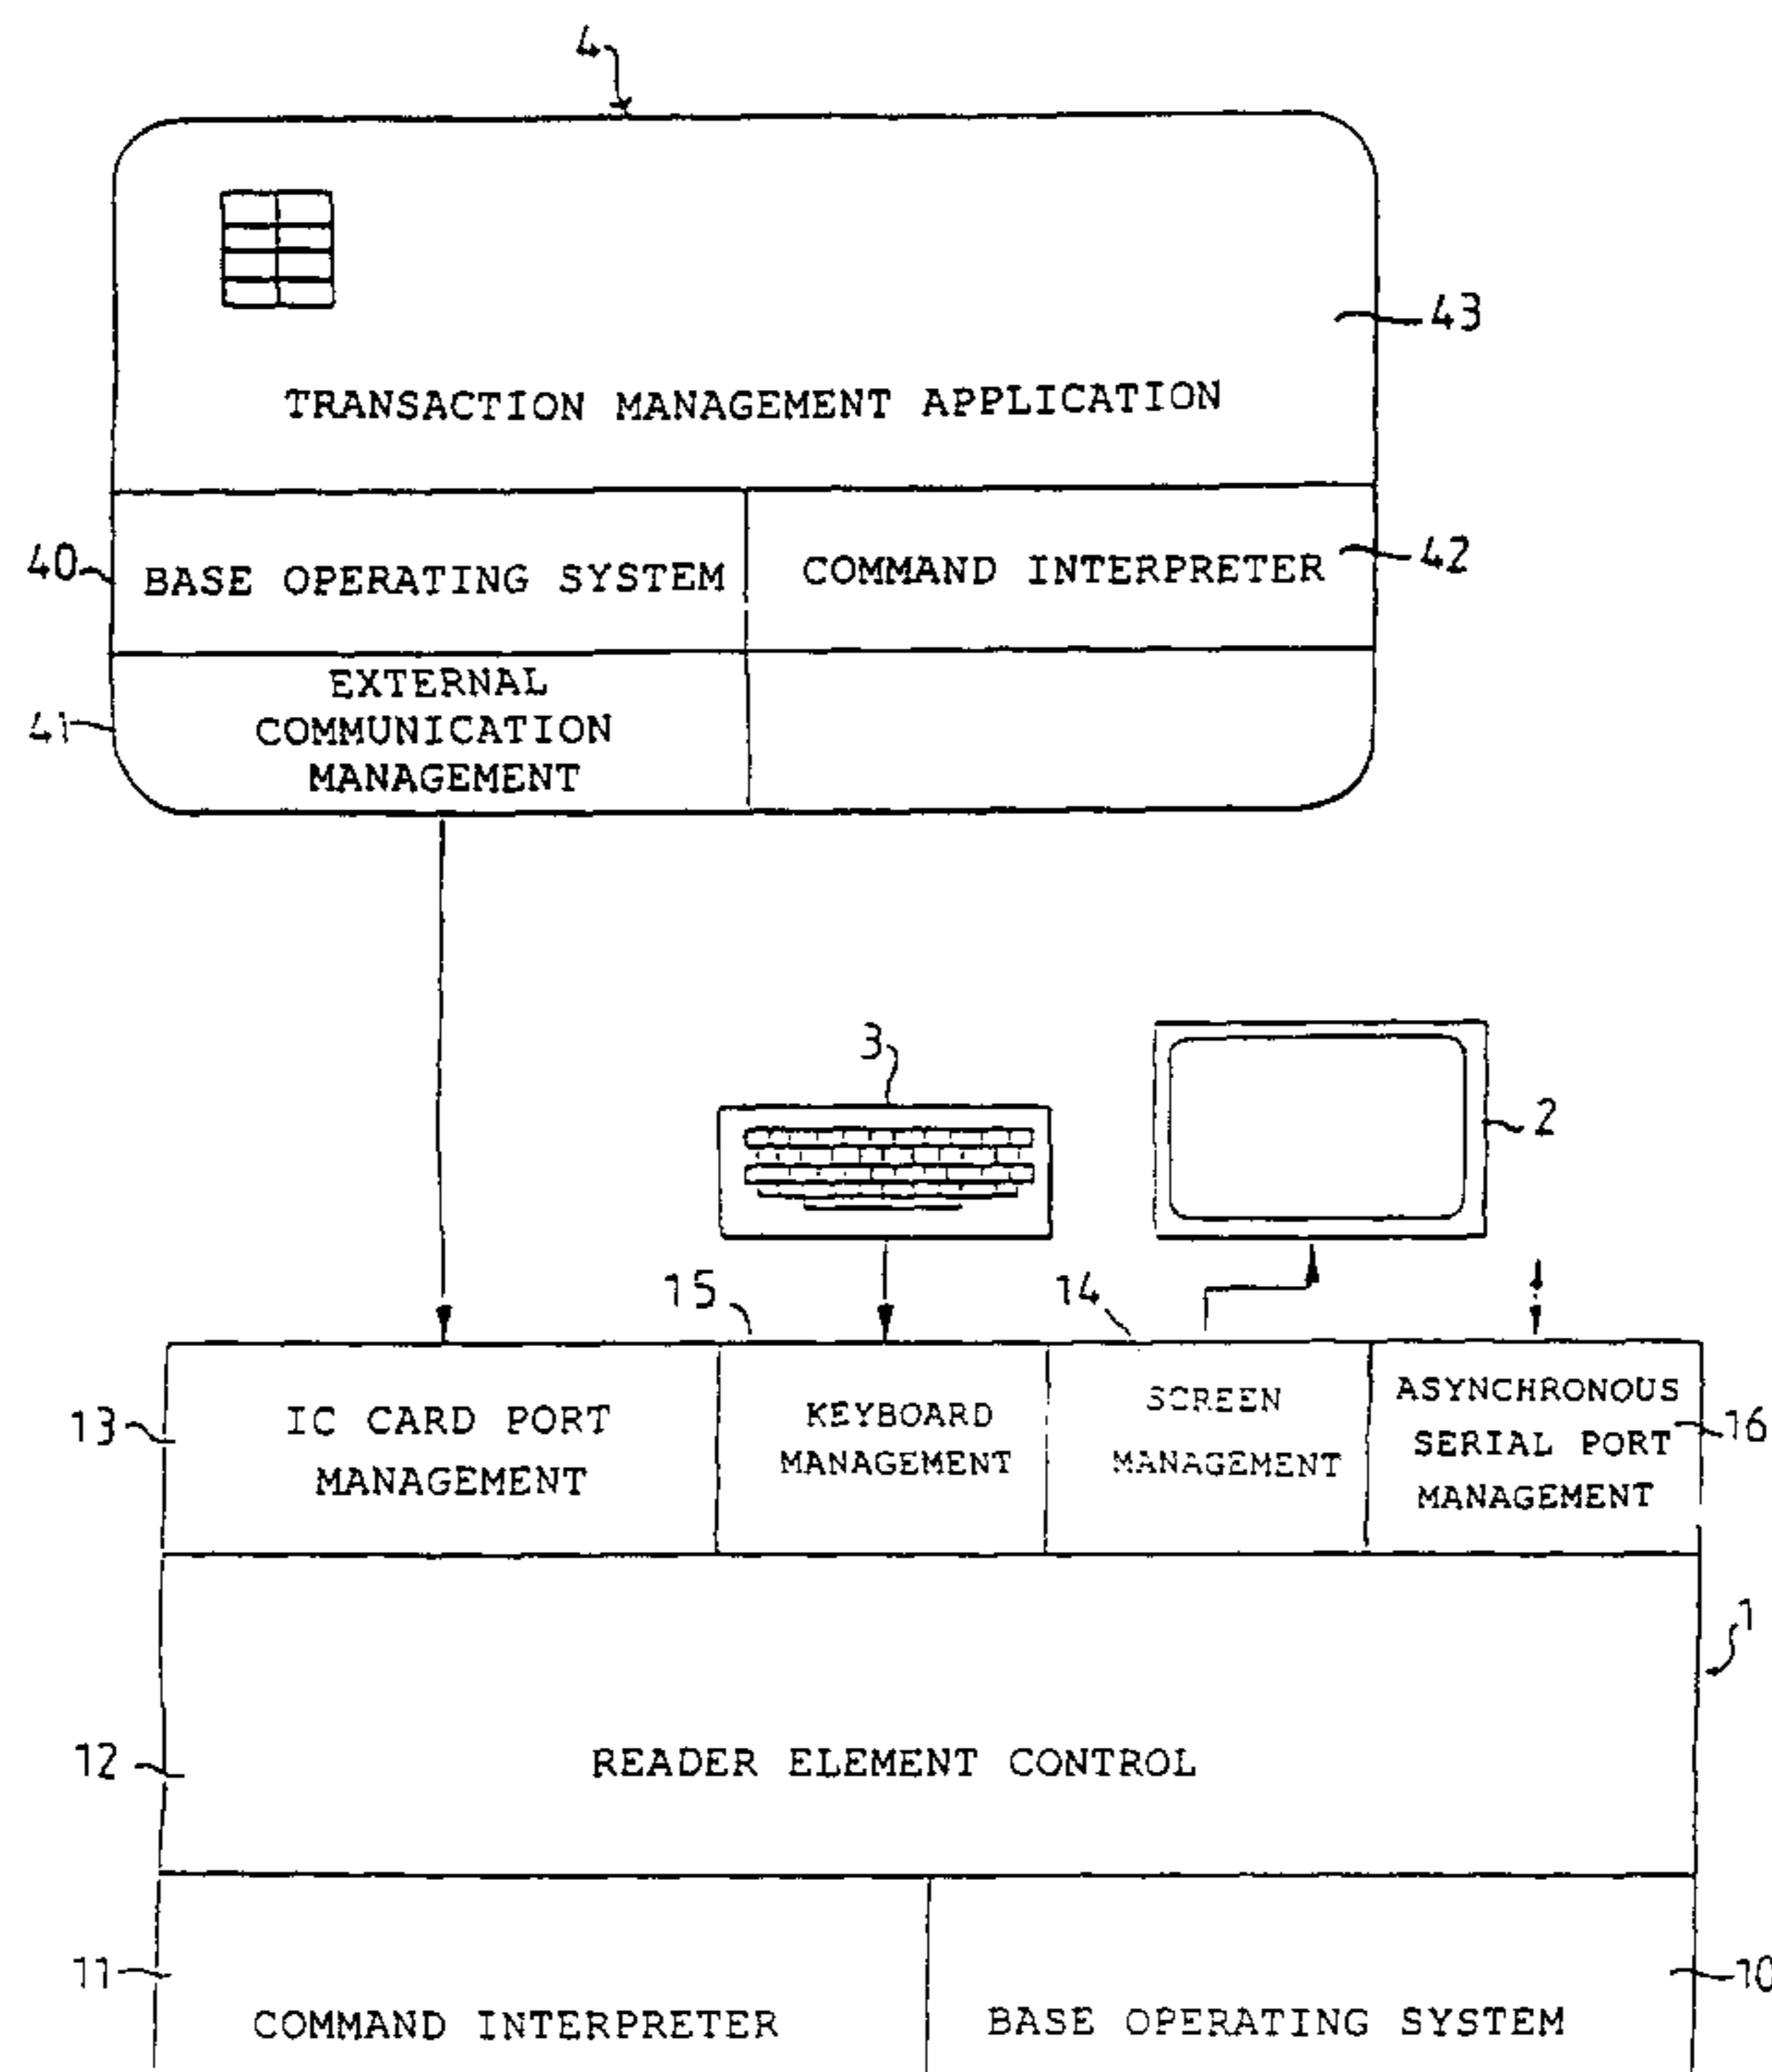 4
43
TRANSACTION MANAGEMENT APPLICATION
40
BASE OPERATING SYSTEM
COMMAND INTERPRETER
42
41
EXTERNAL
COMMUNICATION
MANAGEMENT
3
2
15
14
13
IC CARD PORT
MANAGEMENT
KEYBOARD
MANAGEMENT
SCREEN
MANAGEMENT
ASYNCHRONOUS
SERIAL PORT
MANAGEMENT
16
1
12
READER ELEMENT CONTROL
11
COMMAND INTERPRETER
BASE OPERATING SYSTEM
10